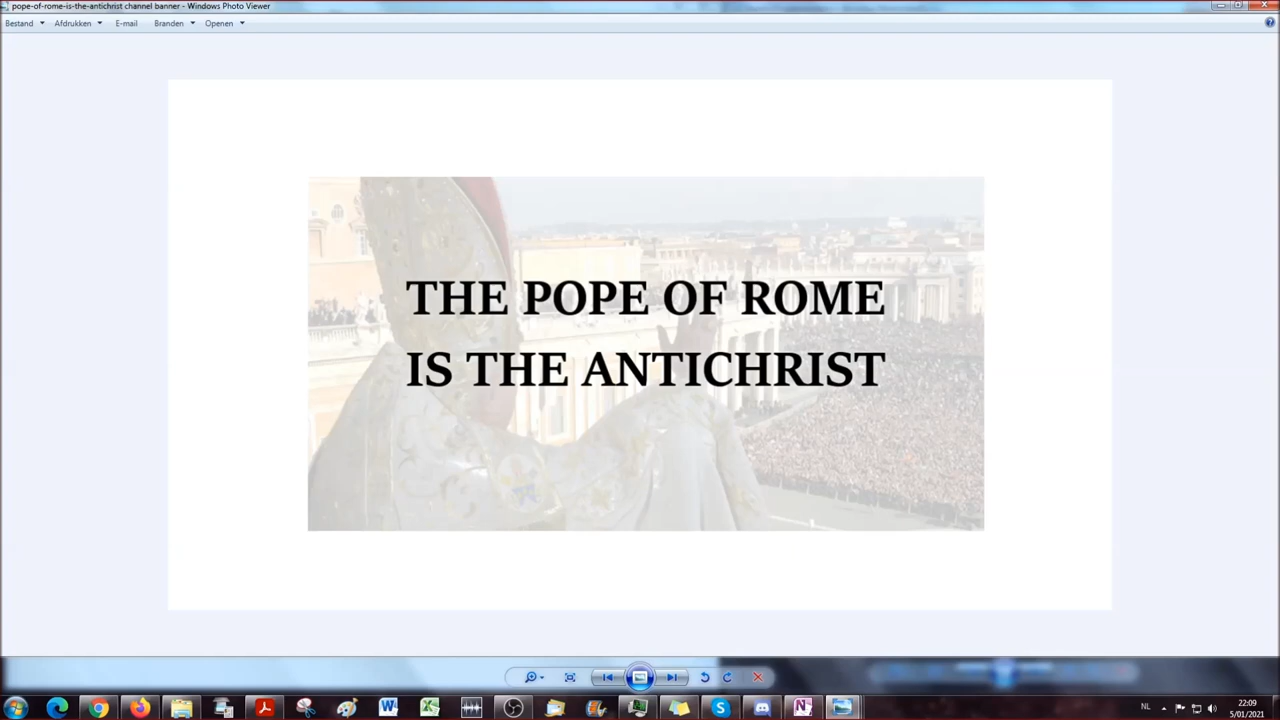 pope-of-rome-is-the-antichrist channel banner - Windows Photo Viewer
Bestand Afdrukken E-mail Branden Openen
THE POPE OF ROME
IS THE ANTICHRIST
NL
22:09
5/01/2021